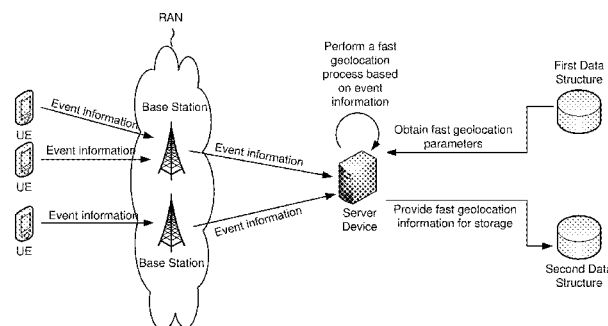 RAN
Perform a fast
geolocation
process based
on event
information
First Data
Structure
Base Station
Event information
UE
Event information
UE
Event information
Obtain fast geolocation
parameters
Event information
UE
Event information
Base Station
Server
Device
Provide fast geolocation
information for storage
Second Data
Structure